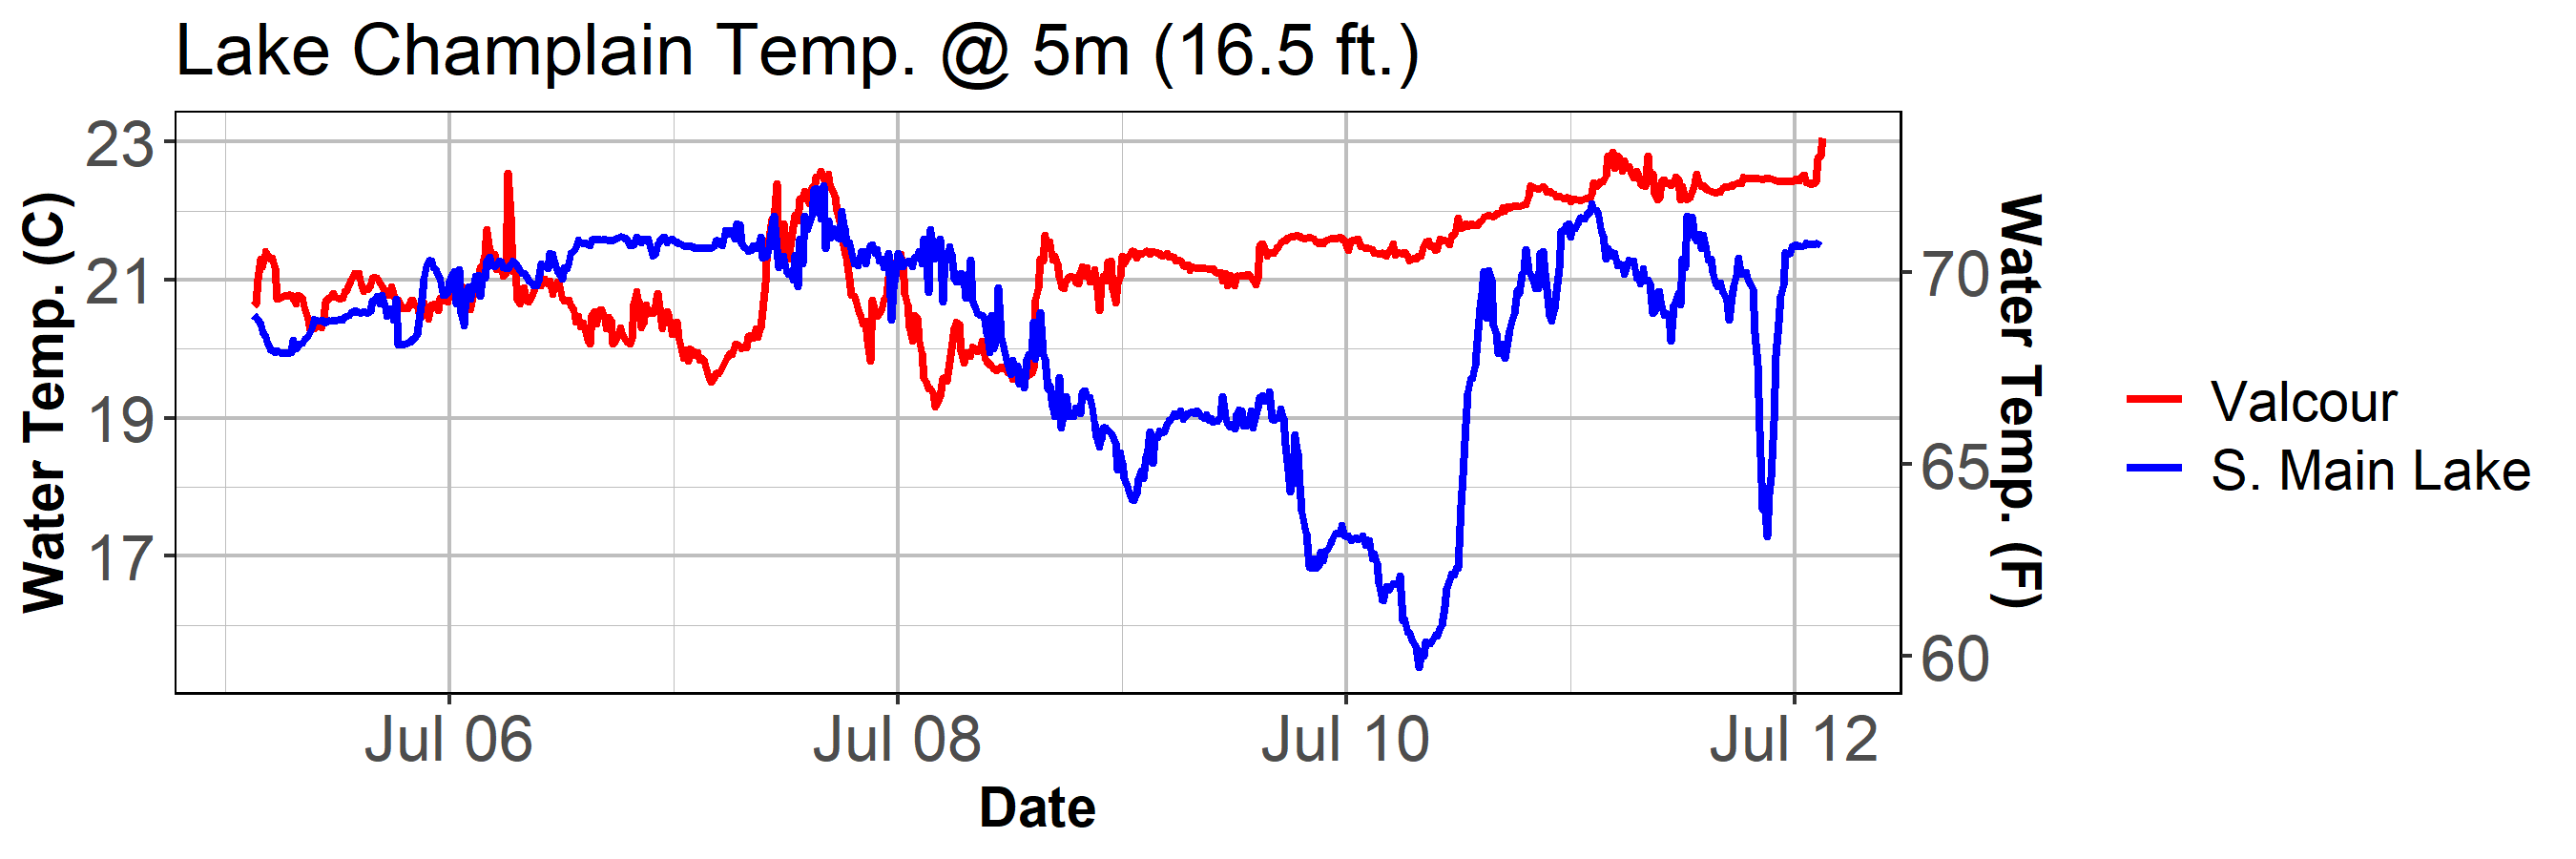 Lake Champlain Temp. @ 5m (16.5 ft.)
Water Temp. (C)
23
21
19
17
70
65
60
Water Temp. (F)
Jul 06
Jul 08
Jul 10
Jul 12
Date
Valcour
S. Main Lake